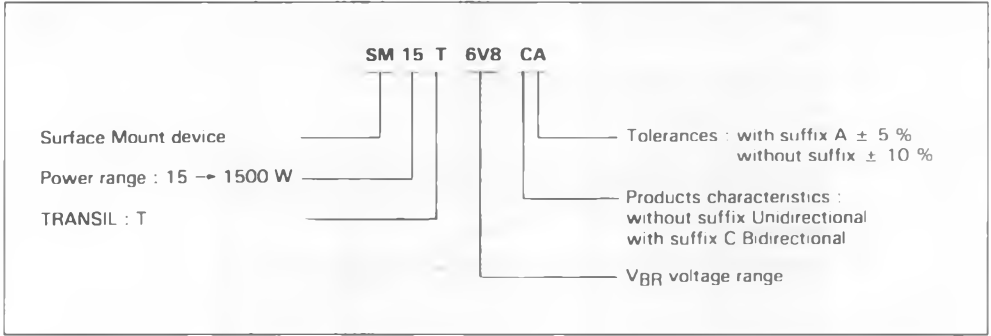 SM 15 T 6V8 CA
Surface Mount device
Power range : 15 → 1500 W
TRANSIL : T
Tolerances : with suffix A ± 5 %
without suffix ± 10 %
Products characteristics :
without suffix Unidirectional
with suffix C Bidirectional
VBR voltage range